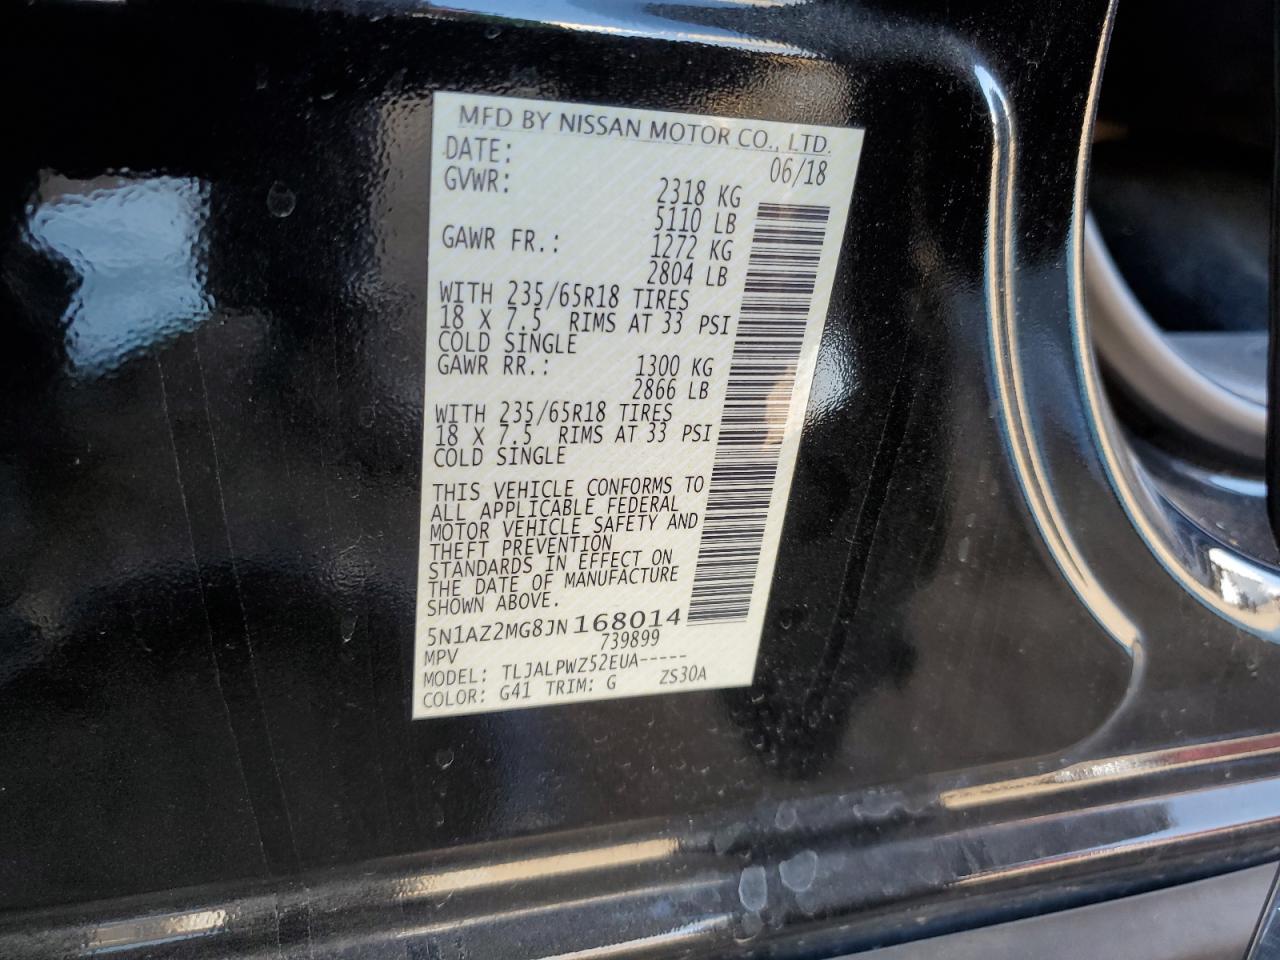 MFD BY NISSAN MOTOR CO., LTD.
DATE: 06/18
GVWR: 2318 KG
5110 LB
GAWR FR.: 1272 KG
2804 LB
WITH 235/65R18 TIRES
18 X 7.5 RIMS AT 33 PSI
COLD SINGLE
GAWR RR.: 1300 KG
2866 LB
WITH 235/65R18 TIRES
18 X 7.5 RIMS AT 33 PSI
COLD SINGLE
THIS VEHICLE CONFORMS TO
ALL APPLICABLE FEDERAL
MOTOR VEHICLE SAFETY AND
THEFT PREVENTION
STANDARDS IN EFFECT ON
THE DATE OF MANUFACTURE
SHOWN ABOVE.
5N1AZ2MG8JN 168014
MPV 739899
MODEL: TLJALPWZ52EUA-----
COLOR: G41 TRIM: G ZS30A